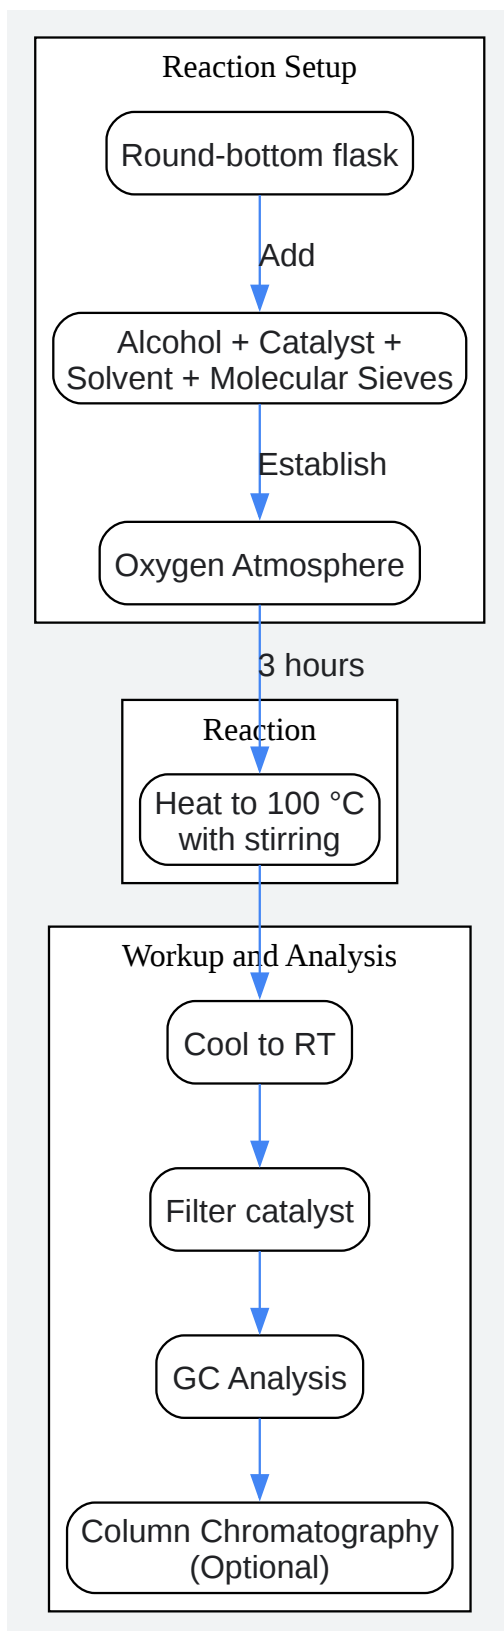 Reaction Setup
Round-bottom flask
Add
Alcohol + Catalyst +
Solvent + Molecular Sieves
Establish
Oxygen Atmosphere
3 hours
Reaction
Heat to 100 °C
with stirring
Workup and Analysis
Cool to RT
Filter catalyst
GC Analysis
Column Chromatography
(Optional)